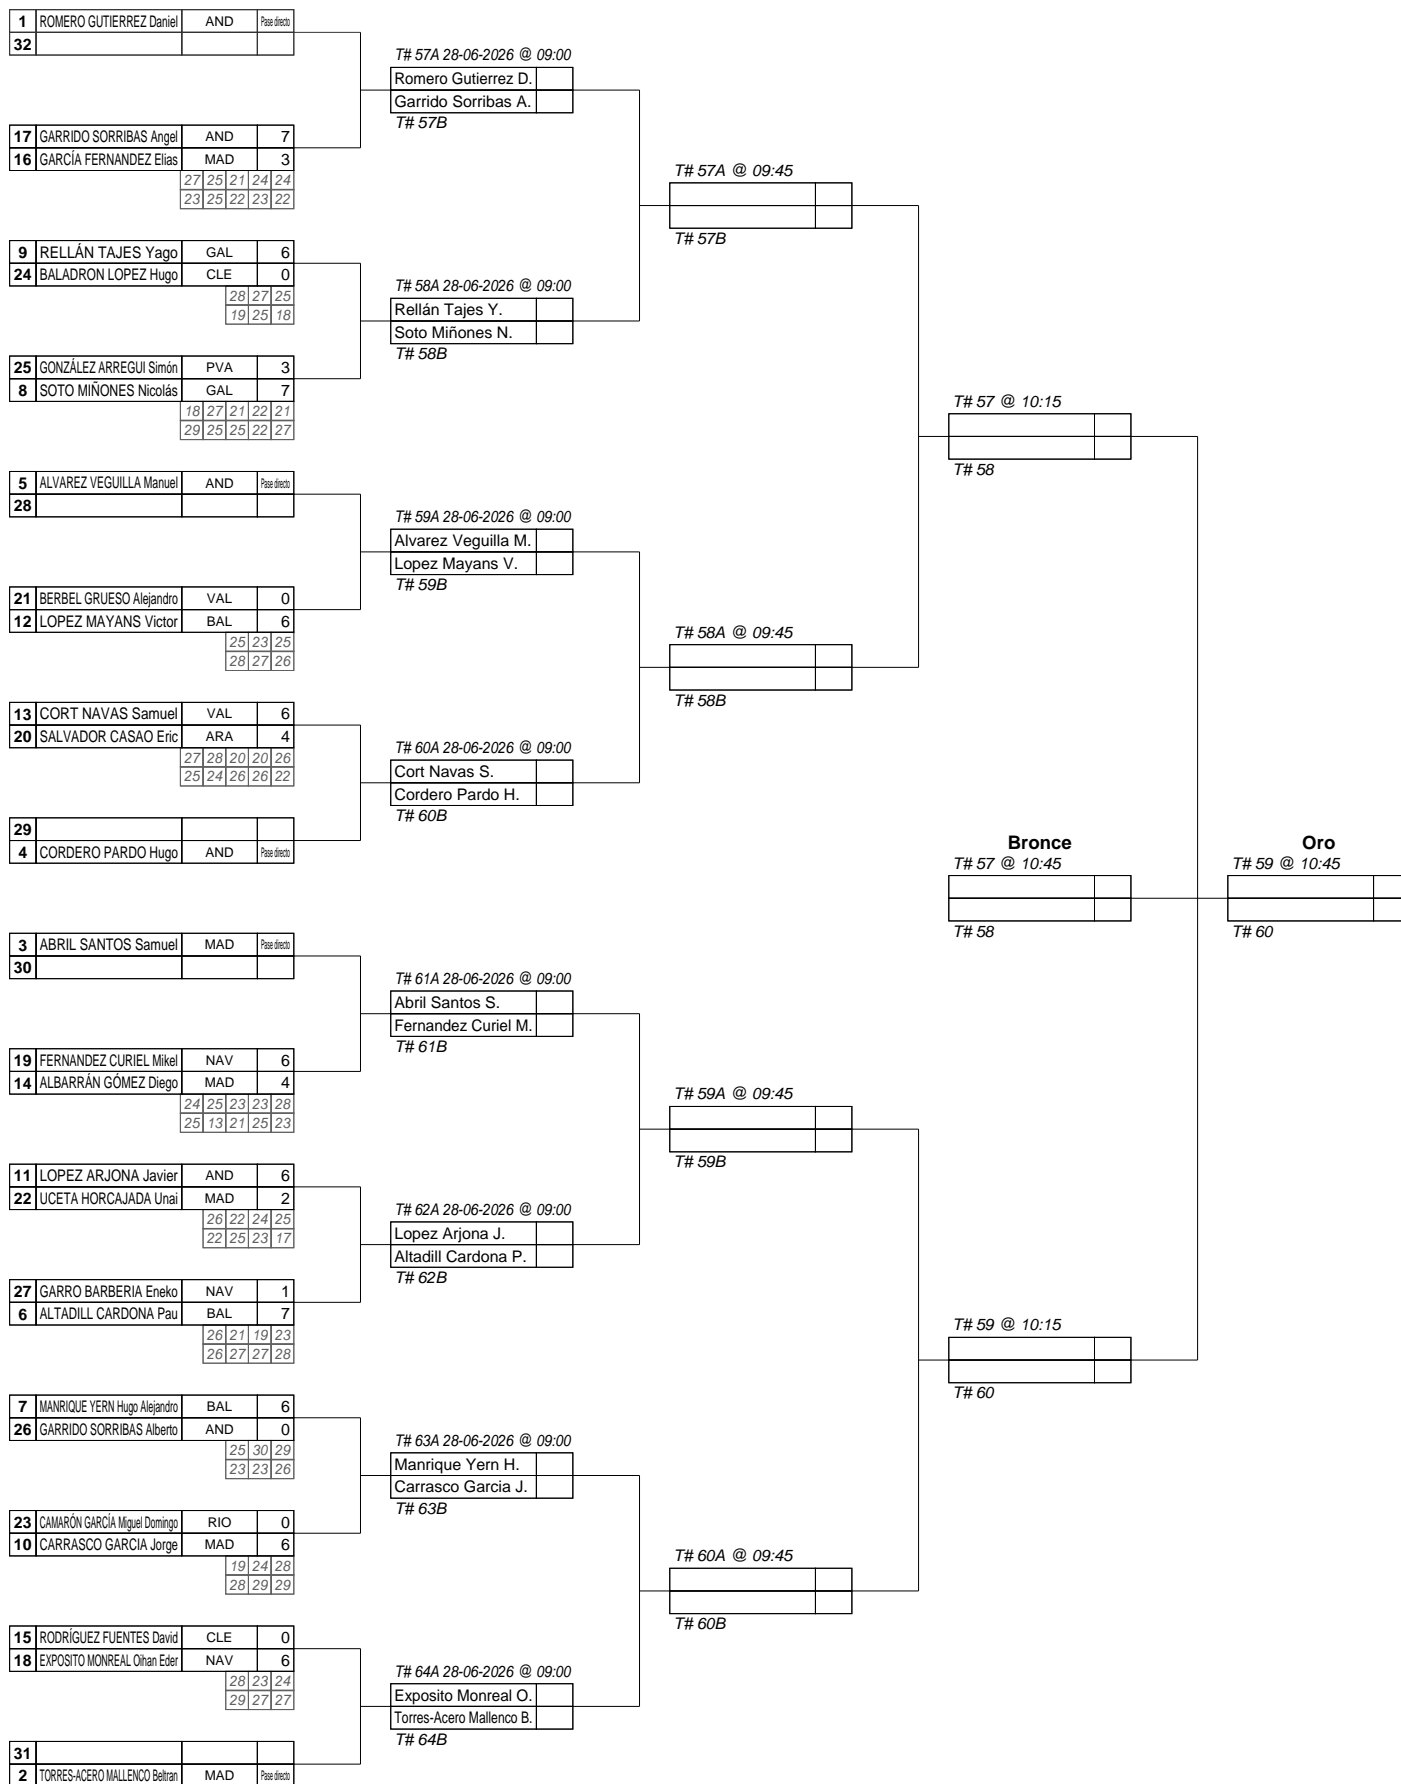 1 ROMERO GUTIERREZ Daniel AND Pase directo
32
T# 57A 28-06-2026 @ 09:00
Romero Gutierrez D.
Garrido Sorribas A.
T# 57B
17 GARRIDO SORRIBAS Angel AND 7
16 GARCÍA FERNANDEZ Elias MAD 3
27 25 21 24 24
23 25 22 23 22
T# 57A @ 09:45
T# 57B
9 RELLÁN TAJES Yago GAL 6
24 BALADRON LOPEZ Hugo CLE 0
28 27 25
19 25 18
T# 58A 28-06-2026 @ 09:00
Rellán Tajes Y.
Soto Miñones N.
T# 58B
25 GONZÁLEZ ARREGUI Simón PVA 3
8 SOTO MIÑONES Nicolás GAL 7
18 27 21 22 21
29 25 25 22 27
T# 57 @ 10:15
T# 58
5 ALVAREZ VEGUILLA Manuel AND Pase directo
28
T# 59A 28-06-2026 @ 09:00
Alvarez Veguilla M.
Lopez Mayans V.
T# 59B
21 BERBEL GRUESO Alejandro VAL 0
12 LOPEZ MAYANS Victor BAL 6
25 23 25
28 27 26
T# 58A @ 09:45
T# 58B
13 CORT NAVAS Samuel VAL 6
20 SALVADOR CASAO Eric ARA 4
27 28 20 20 26
25 24 26 26 22
T# 60A 28-06-2026 @ 09:00
Cort Navas S.
Cordero Pardo H.
T# 60B
29
4 CORDERO PARDO Hugo AND Pase directo
Bronce
T# 57 @ 10:45
T# 58
Oro
T# 59 @ 10:45
T# 60
3 ABRIL SANTOS Samuel MAD Pase directo
30
T# 61A 28-06-2026 @ 09:00
Abril Santos S.
Fernandez Curiel M.
T# 61B
19 FERNANDEZ CURIEL Mikel NAV 6
14 ALBARRÁN GÓMEZ Diego MAD 4
24 25 23 23 28
25 13 21 25 23
T# 59A @ 09:45
T# 59B
11 LOPEZ ARJONA Javier AND 6
22 UCETA HORCAJADA Unai MAD 2
26 22 24 25
22 25 23 17
T# 62A 28-06-2026 @ 09:00
Lopez Arjona J.
Altadill Cardona P.
T# 62B
27 GARRO BARBERIA Eneko NAV 1
6 ALTADILL CARDONA Pau BAL 7
26 21 19 23
26 27 27 28
T# 59 @ 10:15
T# 60
7 MANRIQUE YERN Hugo Alejandro BAL 6
26 GARRIDO SORRIBAS Alberto AND 0
25 30 29
23 23 26
T# 63A 28-06-2026 @ 09:00
Manrique Yern H.
Carrasco Garcia J.
T# 63B
23 CAMARÓN GARCÍA Miguel Domingo RIO 0
10 CARRASCO GARCIA Jorge MAD 6
19 24 28
28 29 29
T# 60A @ 09:45
T# 60B
15 RODRÍGUEZ FUENTES David CLE 0
18 EXPOSITO MONREAL Oihan Eder NAV 6
28 23 24
29 27 27
T# 64A 28-06-2026 @ 09:00
Exposito Monreal O.
Torres-Acero Mallenco B.
T# 64B
31
2 TORRES-ACERO MALLENCO Beltran MAD Pase directo